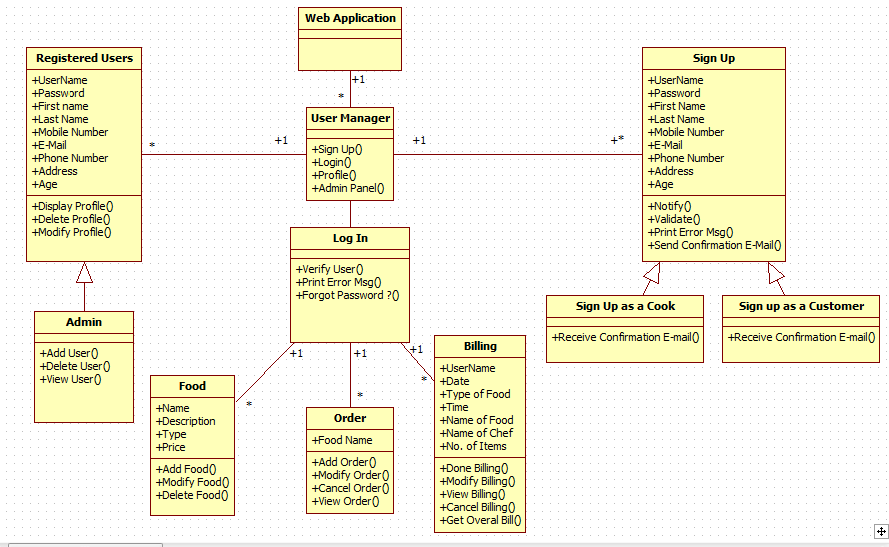 Web Application
+1
*
Registered Users
+UserName
+Password
+First name
+Last Name
+Mobile Number
+E-Mail
+Phone Number
+Address
+Age
+Display Profile()
+Delete Profile()
+Modify Profile()
*
+1
User Manager
+Sign Up()
+Login()
+Profile()
+Admin Panel()
+1
+*
Sign Up
+UserName
+Password
+First Name
+Last Name
+Mobile Number
+E-Mail
+Phone Number
+Address
+Age
+Notify()
+Validate()
+Print Error Msg()
+Send Confirmation E-Mail()
Log In
+Verify User()
+Print Error Msg()
+Forgot Password ?()
Admin
+Add User()
+Delete User()
+View User()
Sign Up as a Cook
+Receive Confirmation E-mail()
Sign up as a Customer
+Receive Confirmation E-mail()
+1
+1
+1
*
*
*
Food
+Name
+Description
+Type
+Price
+Add Food()
+Modify Food()
+Delete Food()
Order
+Food Name
+Add Order()
+Modify Order()
+Cancel Order()
+View Order()
Billing
+UserName
+Date
+Type of Food
+Time
+Name of Food
+Name of Chef
+No. of Items
+Done Billing()
+Modify Billing()
+View Billing()
+Cancel Billing()
+Get Overal Bill()